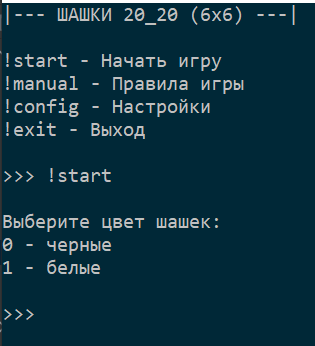 |--- ШАШКИ 20_20 (6x6) ---|
!start - Начать игру
!manual - Правила игры
!config - Настройки
!exit - Выход
>>> !start
Выберите цвет шашек:
0 - черные
1 - белые
>>>